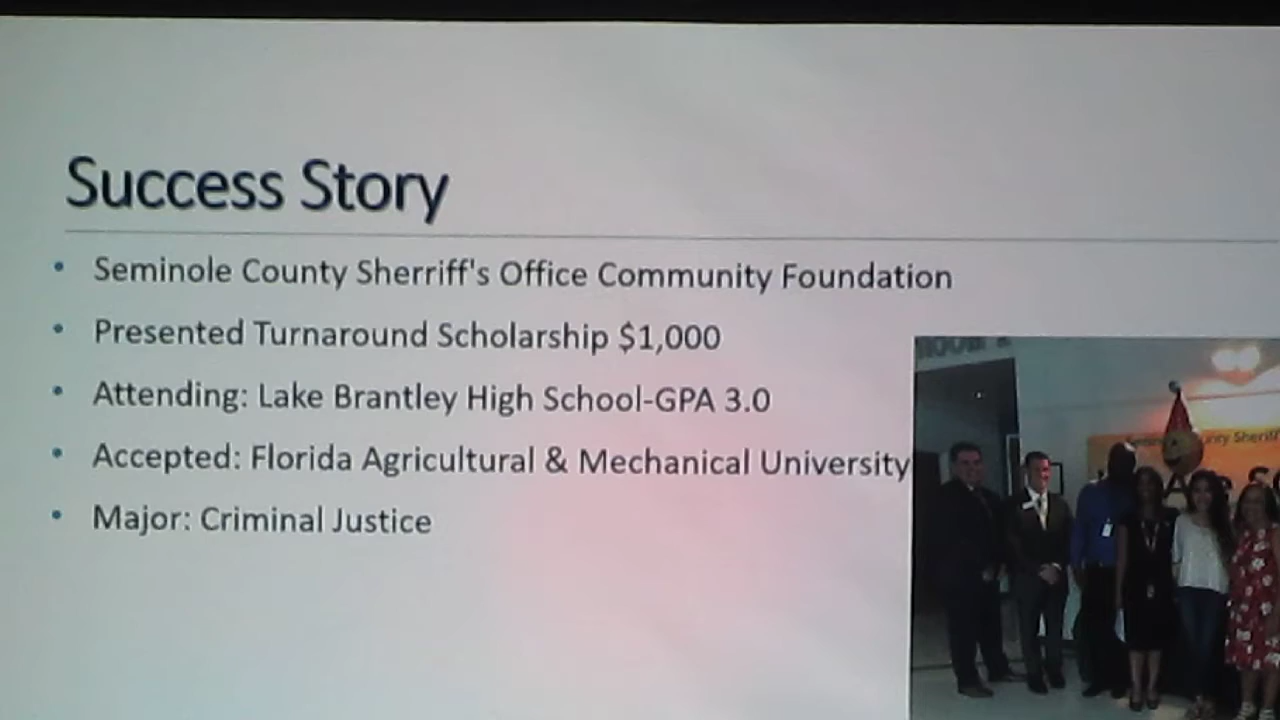 Success Story
• Seminole County Sherriff's Office Community Foundation
• Presented Turnaround Scholarship $1,000
• Attending: Lake Brantley High School-GPA 3.0
• Accepted: Florida Agricultural & Mechanical University
• Major: Criminal Justice